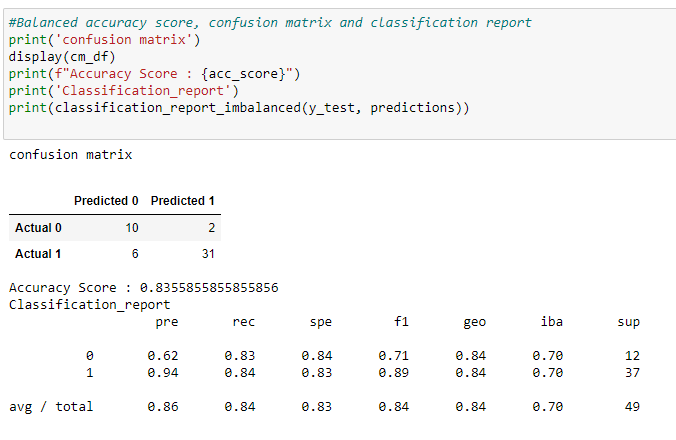 #Balanced accuracy score, confusion matrix and classification report
print('confusion matrix')
display(cm_df)
print(f"Accuracy Score : {acc_score}")
print('Classification_report')
print(classification_report_imbalanced(y_test, predictions))
confusion matrix
Predicted 0 Predicted 1
Actual 0 10 2
Actual 1 6 31
Accuracy Score : 0.8355855855855856
Classification_report
pre rec spe f1 geo iba sup
0 0.62 0.83 0.84 0.71 0.84 0.70 12
1 0.94 0.84 0.83 0.89 0.84 0.70 37
avg / total 0.86 0.84 0.83 0.84 0.84 0.70 49